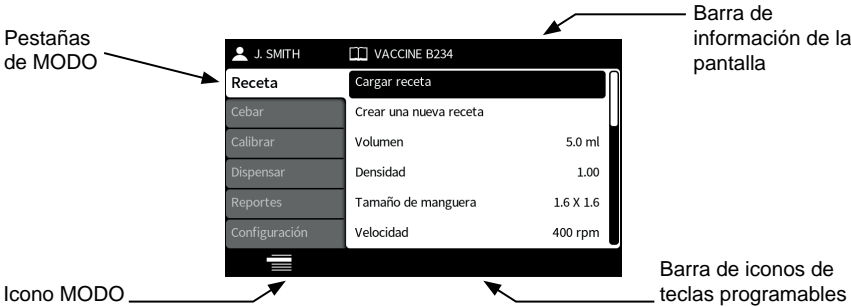 Barra de
información de la
pantalla
Pestañas
de MODO
J. SMITH VACCINE B234
Receta Cargar receta
Cebar Crear una nueva receta
Calibrar Volumen 5.0 ml
Dispensar Densidad 1.00
Reportes Tamaño de manguera 1.6 X 1.6
Configuración Velocidad 400 rpm
Icono MODO
Barra de iconos de
teclas programables